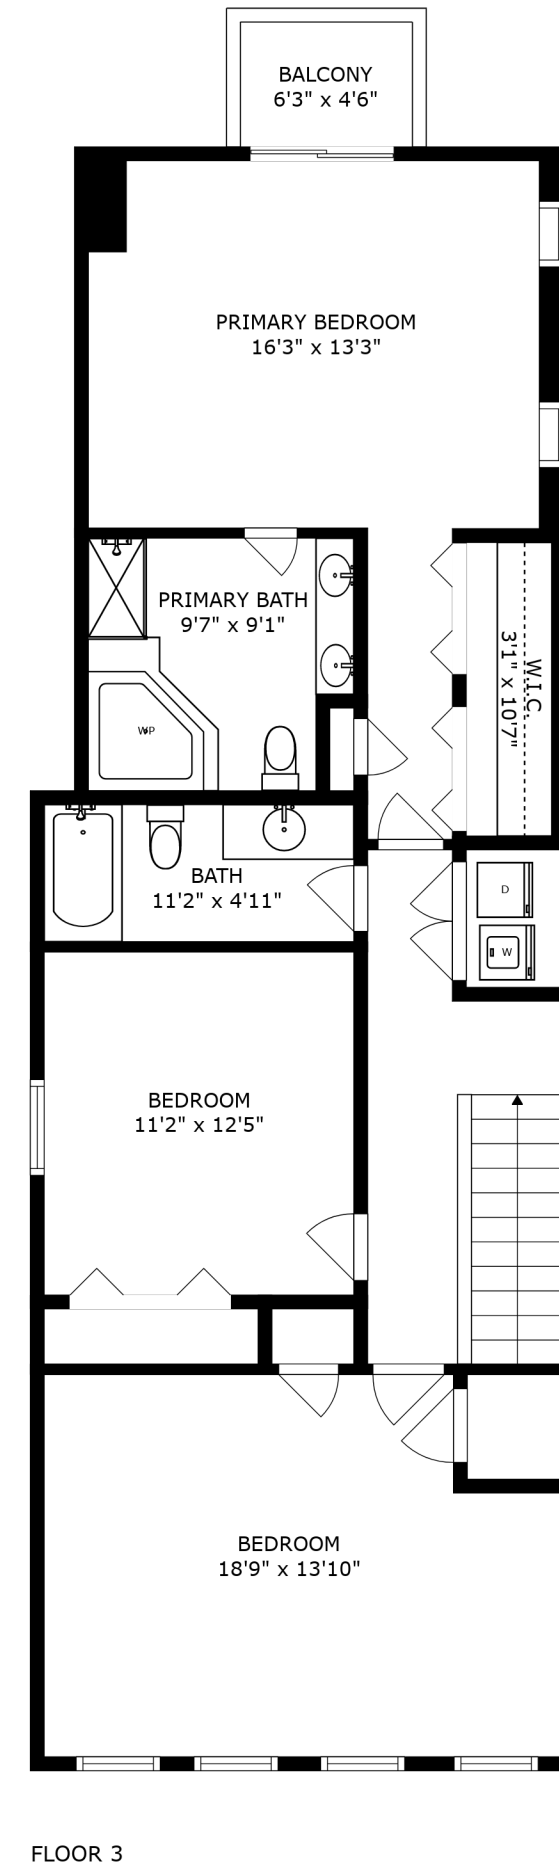 BALCONY
6'3" x 4'6"
PRIMARY BEDROOM
16'3" x 13'3"
PRIMARY BATH
9'7" x 9'1"
W.I.C.
3'1" x 10'7"
WP
BATH
11'2" x 4'11"
D
W
BEDROOM
11'2" x 12'5"
BEDROOM
18'9" x 13'10"
FLOOR 3